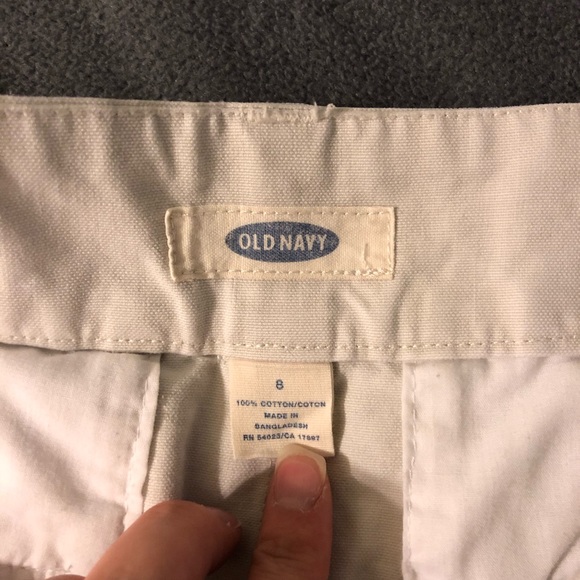 OLD NAVY
8
100% COTTON/COTON
MADE IN
BANGLADESH
RN 54023/CA 17897